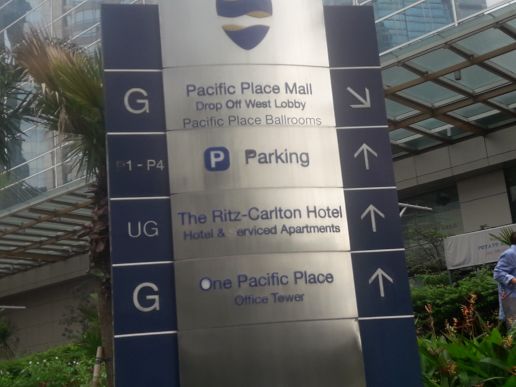 G
Pacific Place Mall
Drop Off West Lobby
Pacific Place Ballrooms
P1 - P4
P Parking
UG
The Ritz-Carlton Hotel
Hotel & Serviced Apartments
G
One Pacific Place
Office Tower